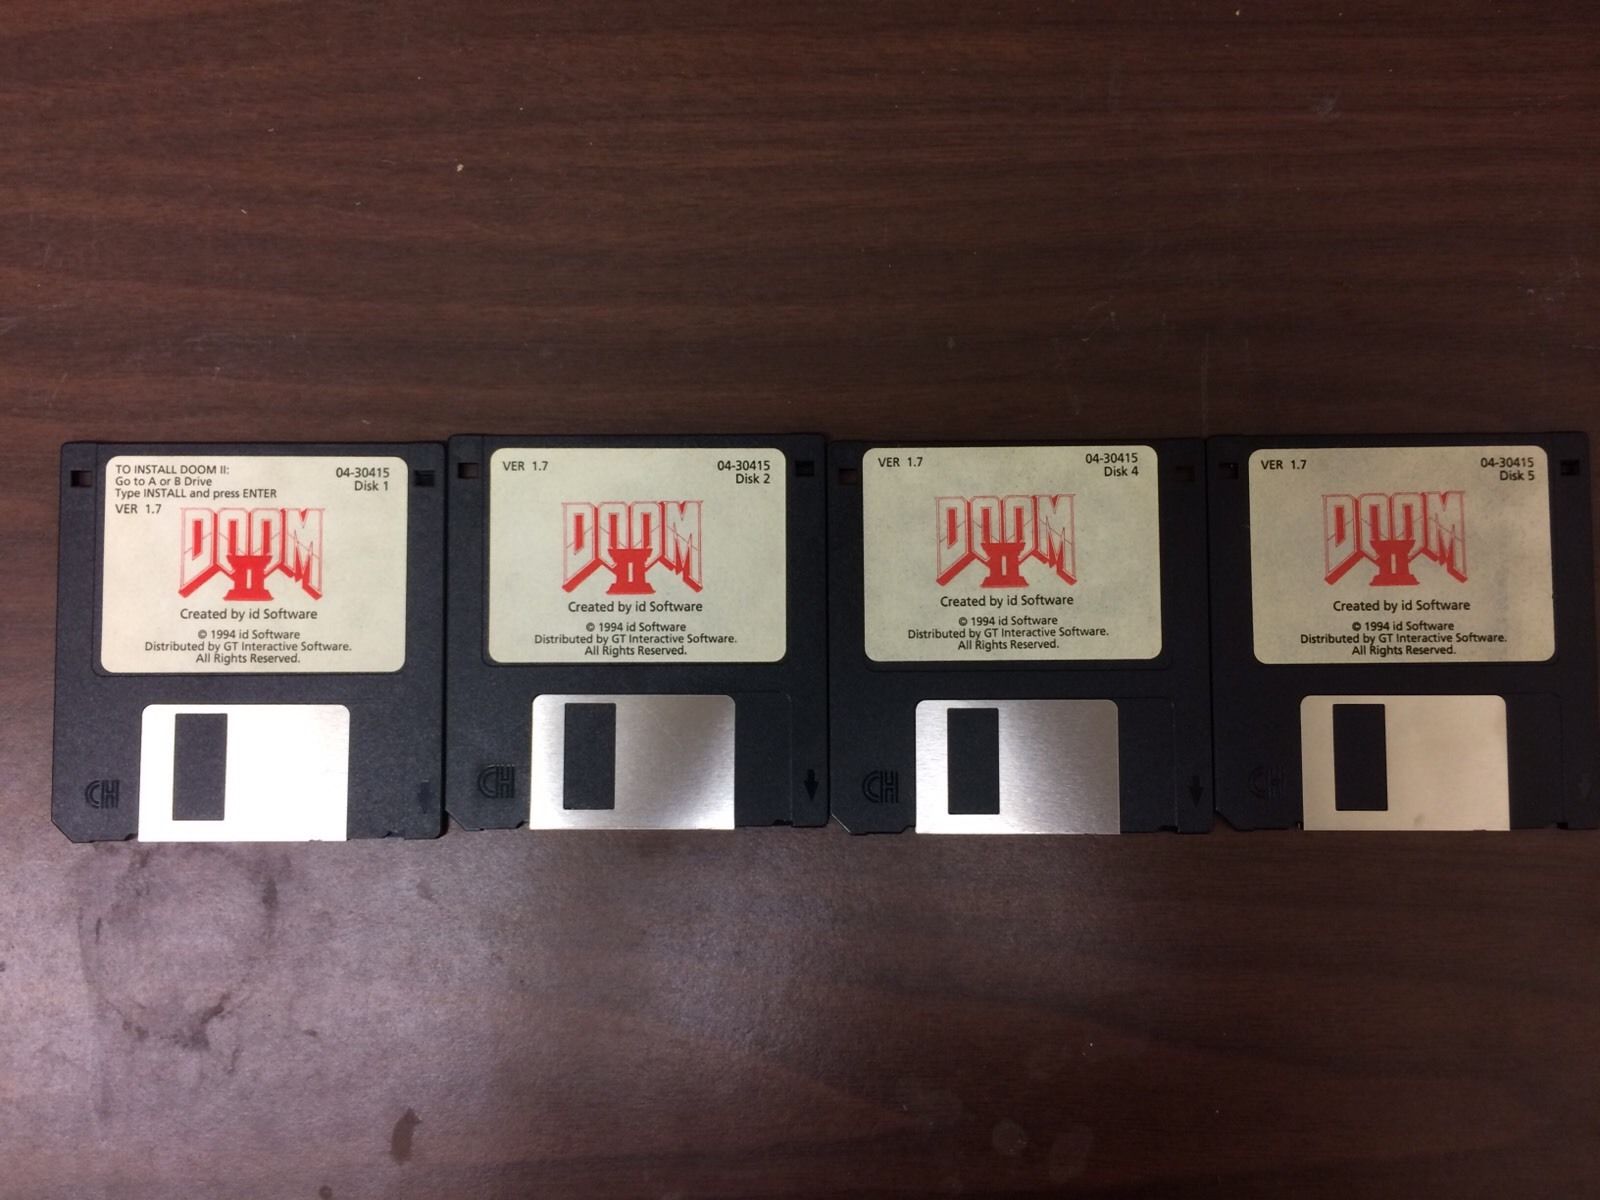 TO INSTALL DOOM II:
Go to A or B Drive
Type INSTALL and press ENTER
VER 1.7
04-30415
Disk 1
DOOM
II
Created by id Software
© 1994 id Software
Distributed by GT Interactive Software.
All Rights Reserved.
CH
VER 1.7
04-30415
Disk 2
DOOM
II
Created by id Software
© 1994 id Software
Distributed by GT Interactive Software.
All Rights Reserved.
CH
VER 1.7
04-30415
Disk 4
DOOM
II
Created by id Software
© 1994 id Software
Distributed by GT Interactive Software.
All Rights Reserved.
CH
VER 1.7
04-30415
Disk 5
DOOM
II
Created by id Software
© 1994 id Software
Distributed by GT Interactive Software.
All Rights Reserved.
CH